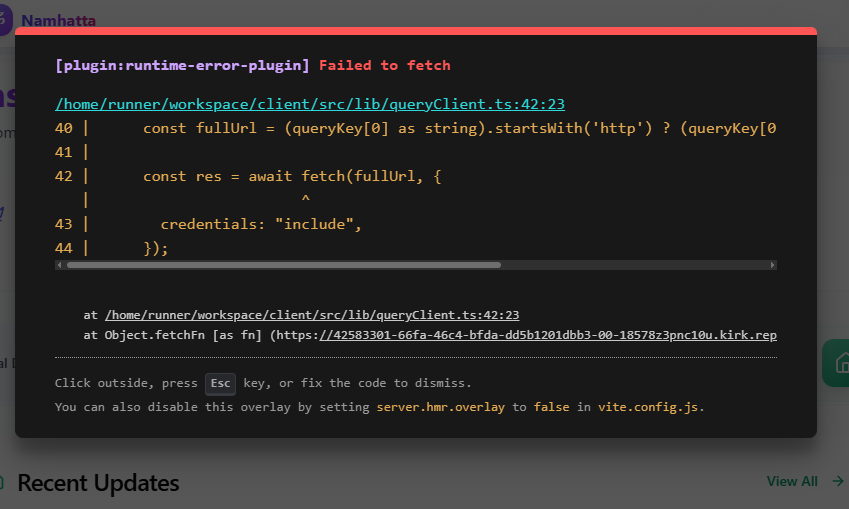 Namhatta
[plugin:runtime-error-plugin] Failed to fetch
/home/runner/workspace/client/src/lib/queryClient.ts:42:23
40 |      const fullUrl = (queryKey[0] as string).startsWith('http') ? (queryKey[0
41 |
42 |      const res = await fetch(fullUrl, {
   |                        ^
43 |        credentials: "include",
44 |      });
at /home/runner/workspace/client/src/lib/queryClient.ts:42:23
at Object.fetchFn [as fn] (https://42583301-66fa-46c4-bfda-dd5b1201dbb3-00-18578z3pnc10u.kirk.rep
Click outside, press Esc key, or fix the code to dismiss.
You can also disable this overlay by setting server.hmr.overlay to false in vite.config.js.
Recent Updates
View All